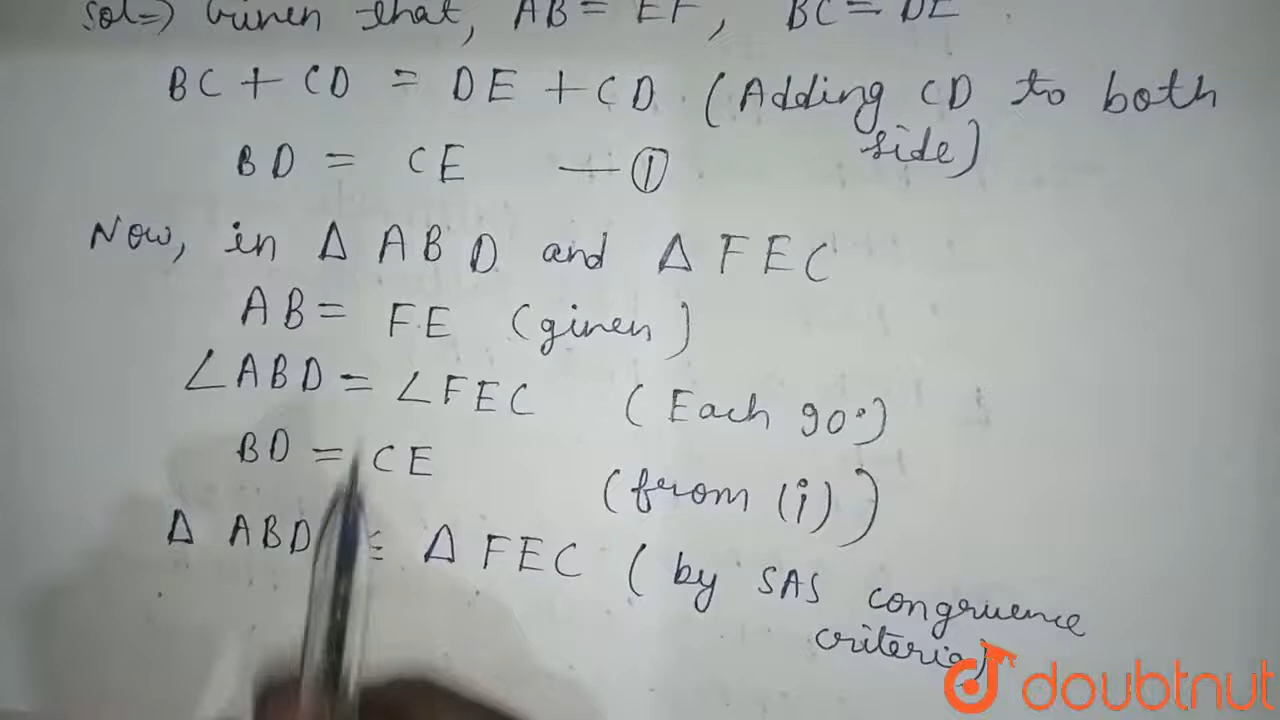 Sol=) Given that, AB = EF, BC = DE
BC + CD = DE + CD (Adding CD to both
side)
BD = CE — ①
Now, in Δ ABD and Δ FEC
AB = FE (given)
∠ABD = ∠FEC (Each 90°)
BD = CE (from (i))
Δ ABD ≅ Δ FEC (by SAS congruence
criteria)
doubtnut